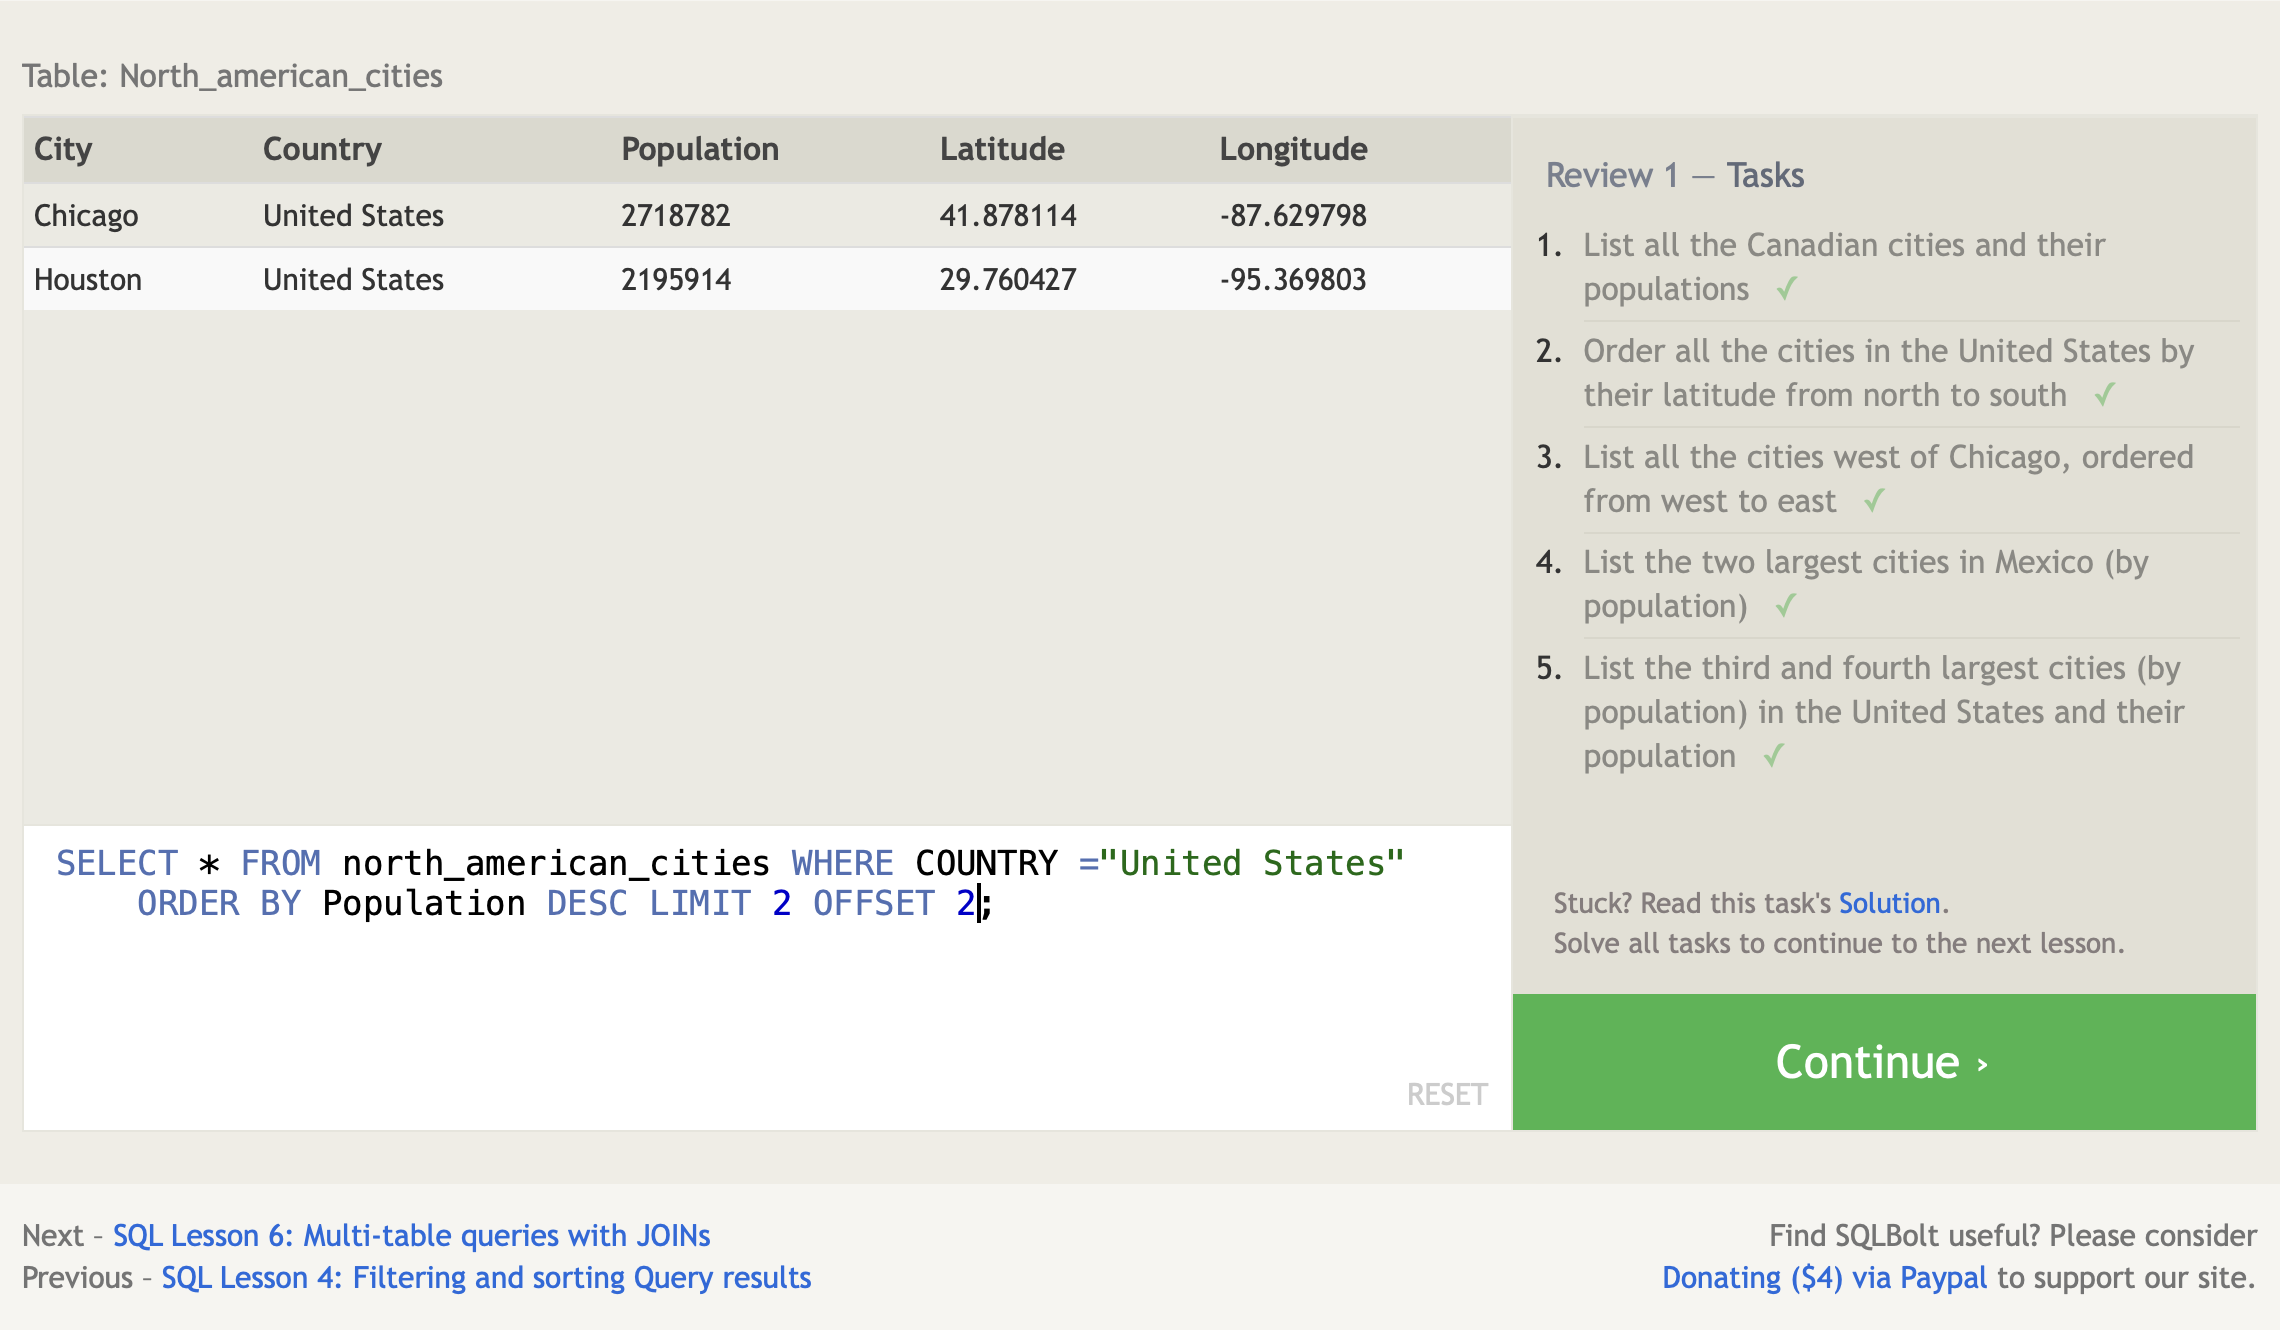 Table: North_american_cities
City Country Population Latitude Longitude
Chicago United States 2718782 41.878114 -87.629798
Houston United States 2195914 29.760427 -95.369803
SELECT * FROM north_american_cities WHERE COUNTRY ="United States"
ORDER BY Population DESC LIMIT 2 OFFSET 2;
RESET
Review 1 — Tasks
1. List all the Canadian cities and their
populations ✓
2. Order all the cities in the United States by
their latitude from north to south ✓
3. List all the cities west of Chicago, ordered
from west to east ✓
4. List the two largest cities in Mexico (by
population) ✓
5. List the third and fourth largest cities (by
population) in the United States and their
population ✓
Stuck? Read this task's Solution.
Solve all tasks to continue to the next lesson.
Continue ›
Next – SQL Lesson 6: Multi-table queries with JOINs
Previous – SQL Lesson 4: Filtering and sorting Query results
Find SQLBolt useful? Please consider
Donating ($4) via Paypal to support our site.